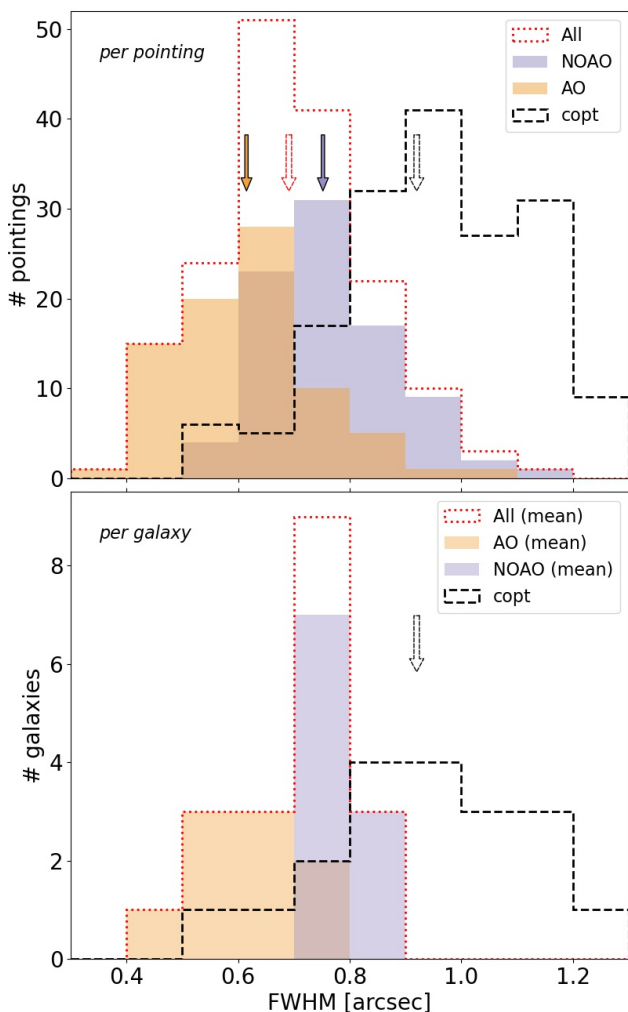 per pointing
All
NOAO
AO
copt
# pointings
50
40
30
20
10
0
per galaxy
All (mean)
AO (mean)
NOAO (mean)
copt
# galaxies
8
6
4
2
0
0.4 0.6 0.8 1.0 1.2
FWHM [arcsec]